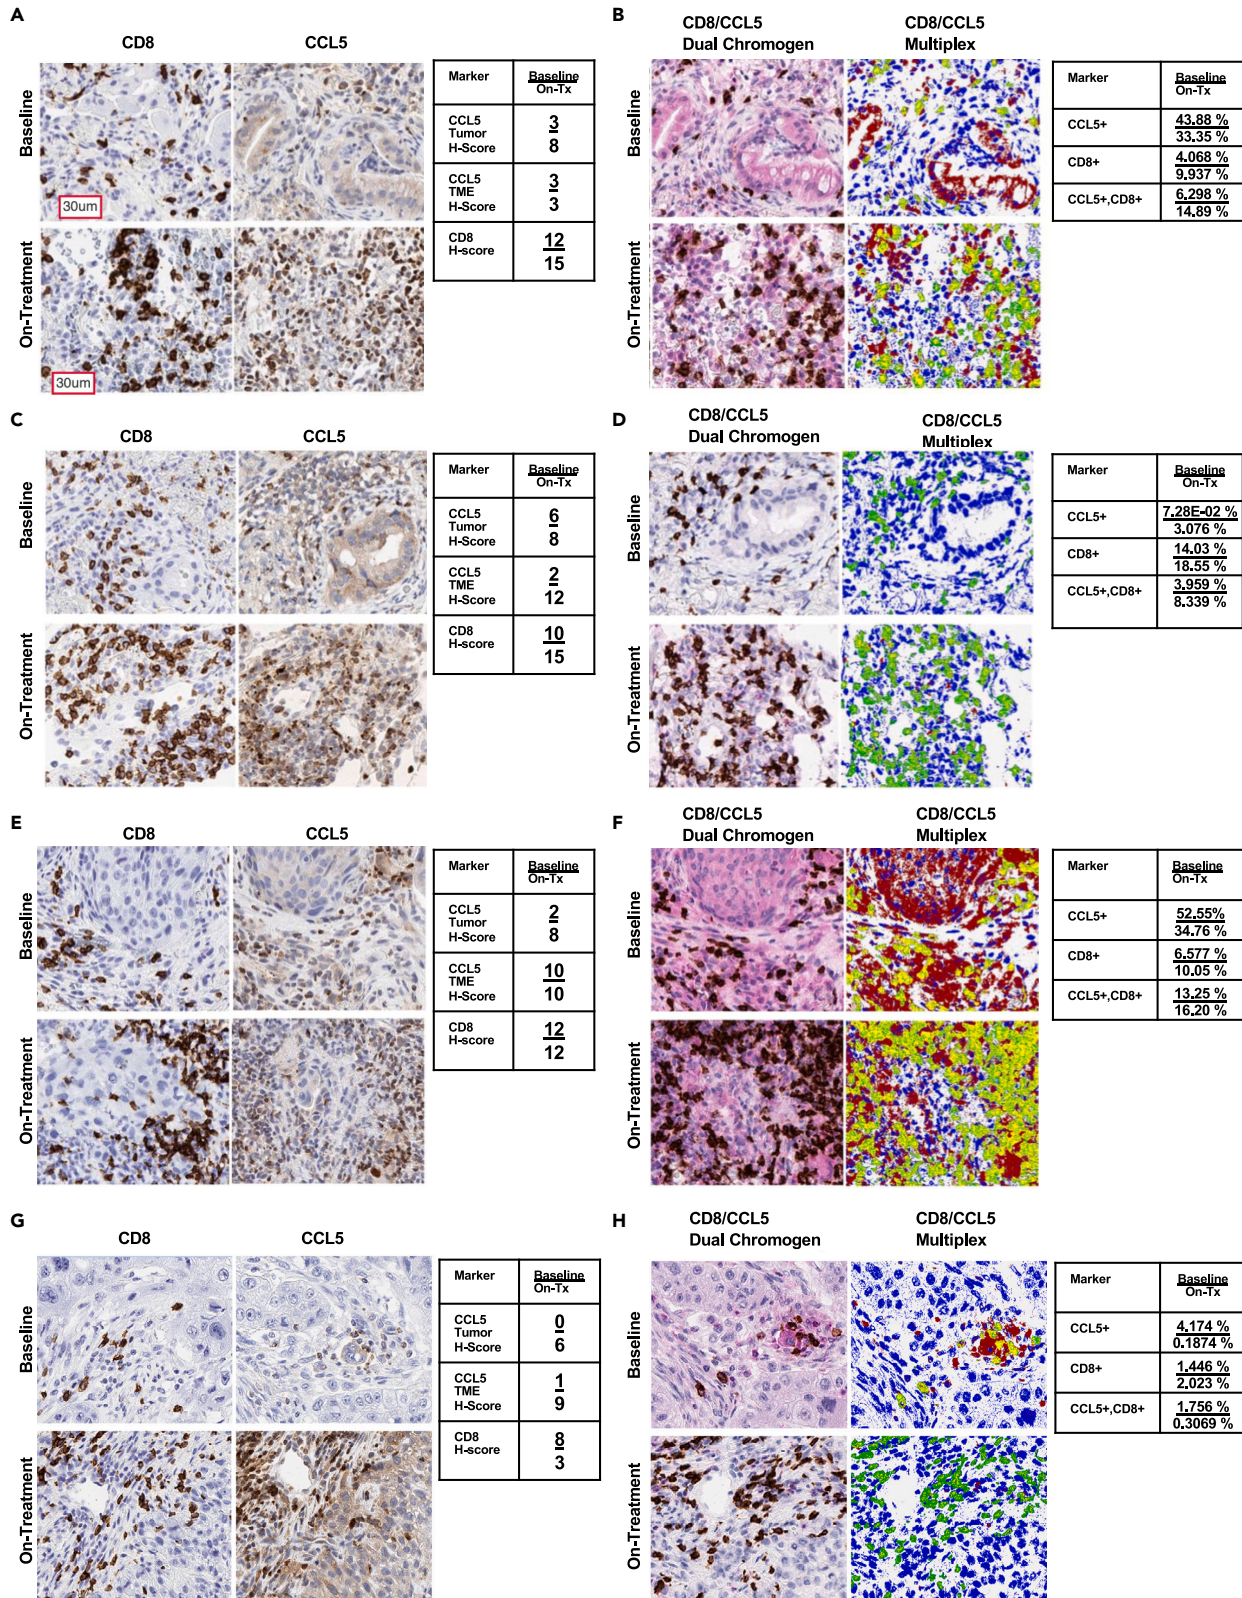 A
CD8
CCL5
Baseline
30um
On-Treatment
30um
Marker
Baseline
On-Tx
CCL5
Tumor
H-Score
3
8
CCL5
TME
H-Score
3
3
CD8
H-score
12
15
B
CD8/CCL5
Dual Chromogen
CD8/CCL5
Multiplex
Baseline
On-Treatment
Marker
Baseline
On-Tx
CCL5+
43.88 %
33.35 %
CD8+
4.068 %
9.937 %
CCL5+,CD8+
6.298 %
14.89 %
C
CD8
CCL5
Baseline
On-Treatment
Marker
Baseline
On-Tx
CCL5
Tumor
H-Score
6
8
CCL5
TME
H-Score
2
12
CD8
H-score
10
15
D
CD8/CCL5
Dual Chromogen
CD8/CCL5
Multiplex
Baseline
On-Treatment
Marker
Baseline
On-Tx
CCL5+
7.28E-02 %
3.076 %
CD8+
14.03 %
18.55 %
CCL5+,CD8+
3.959 %
8.339 %
E
CD8
CCL5
Baseline
On-Treatment
Marker
Baseline
On-Tx
CCL5
Tumor
H-Score
2
8
CCL5
TME
H-Score
10
10
CD8
H-score
12
12
F
CD8/CCL5
Dual Chromogen
CD8/CCL5
Multiplex
Baseline
On-Treatment
Marker
Baseline
On-Tx
CCL5+
52.55%
34.76 %
CD8+
6.577 %
10.05 %
CCL5+,CD8+
13.25 %
16.20 %
G
CD8
CCL5
Baseline
On-Treatment
Marker
Baseline
On-Tx
CCL5
Tumor
H-Score
0
6
CCL5
TME
H-Score
1
9
CD8
H-score
8
3
H
CD8/CCL5
Dual Chromogen
CD8/CCL5
Multiplex
Baseline
On-Treatment
Marker
Baseline
On-Tx
CCL5+
4.174 %
0.1874 %
CD8+
1.446 %
2.023 %
CCL5+,CD8+
1.756 %
0.3069 %